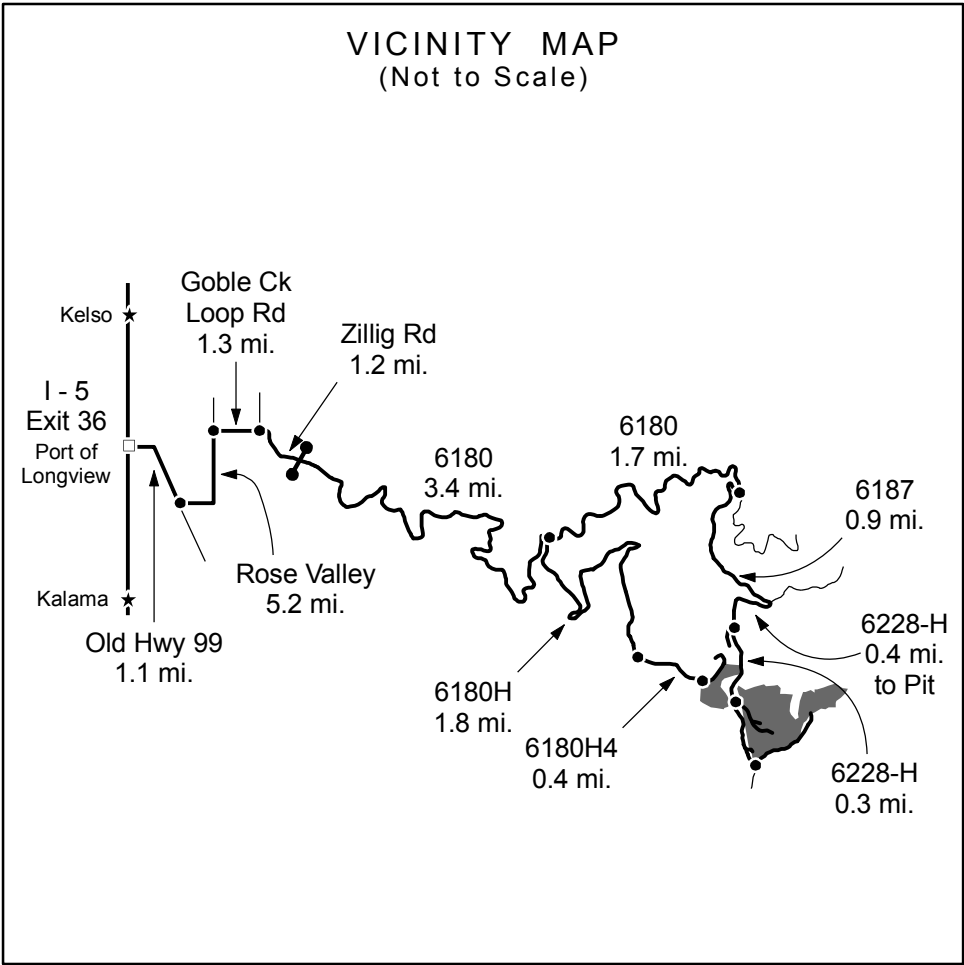 VICINITY MAP
(Not to Scale)
Goble Ck
Loop Rd
1.3 mi.
Kelso
Zillig Rd
1.2 mi.
I - 5
Exit 36
Port of
Longview
6180
3.4 mi.
6180
1.7 mi.
6187
0.9 mi.
Rose Valley
5.2 mi.
Kalama
Old Hwy 99
1.1 mi.
6228-H
0.4 mi.
to Pit
6180H
1.8 mi.
6180H4
0.4 mi.
6228-H
0.3 mi.